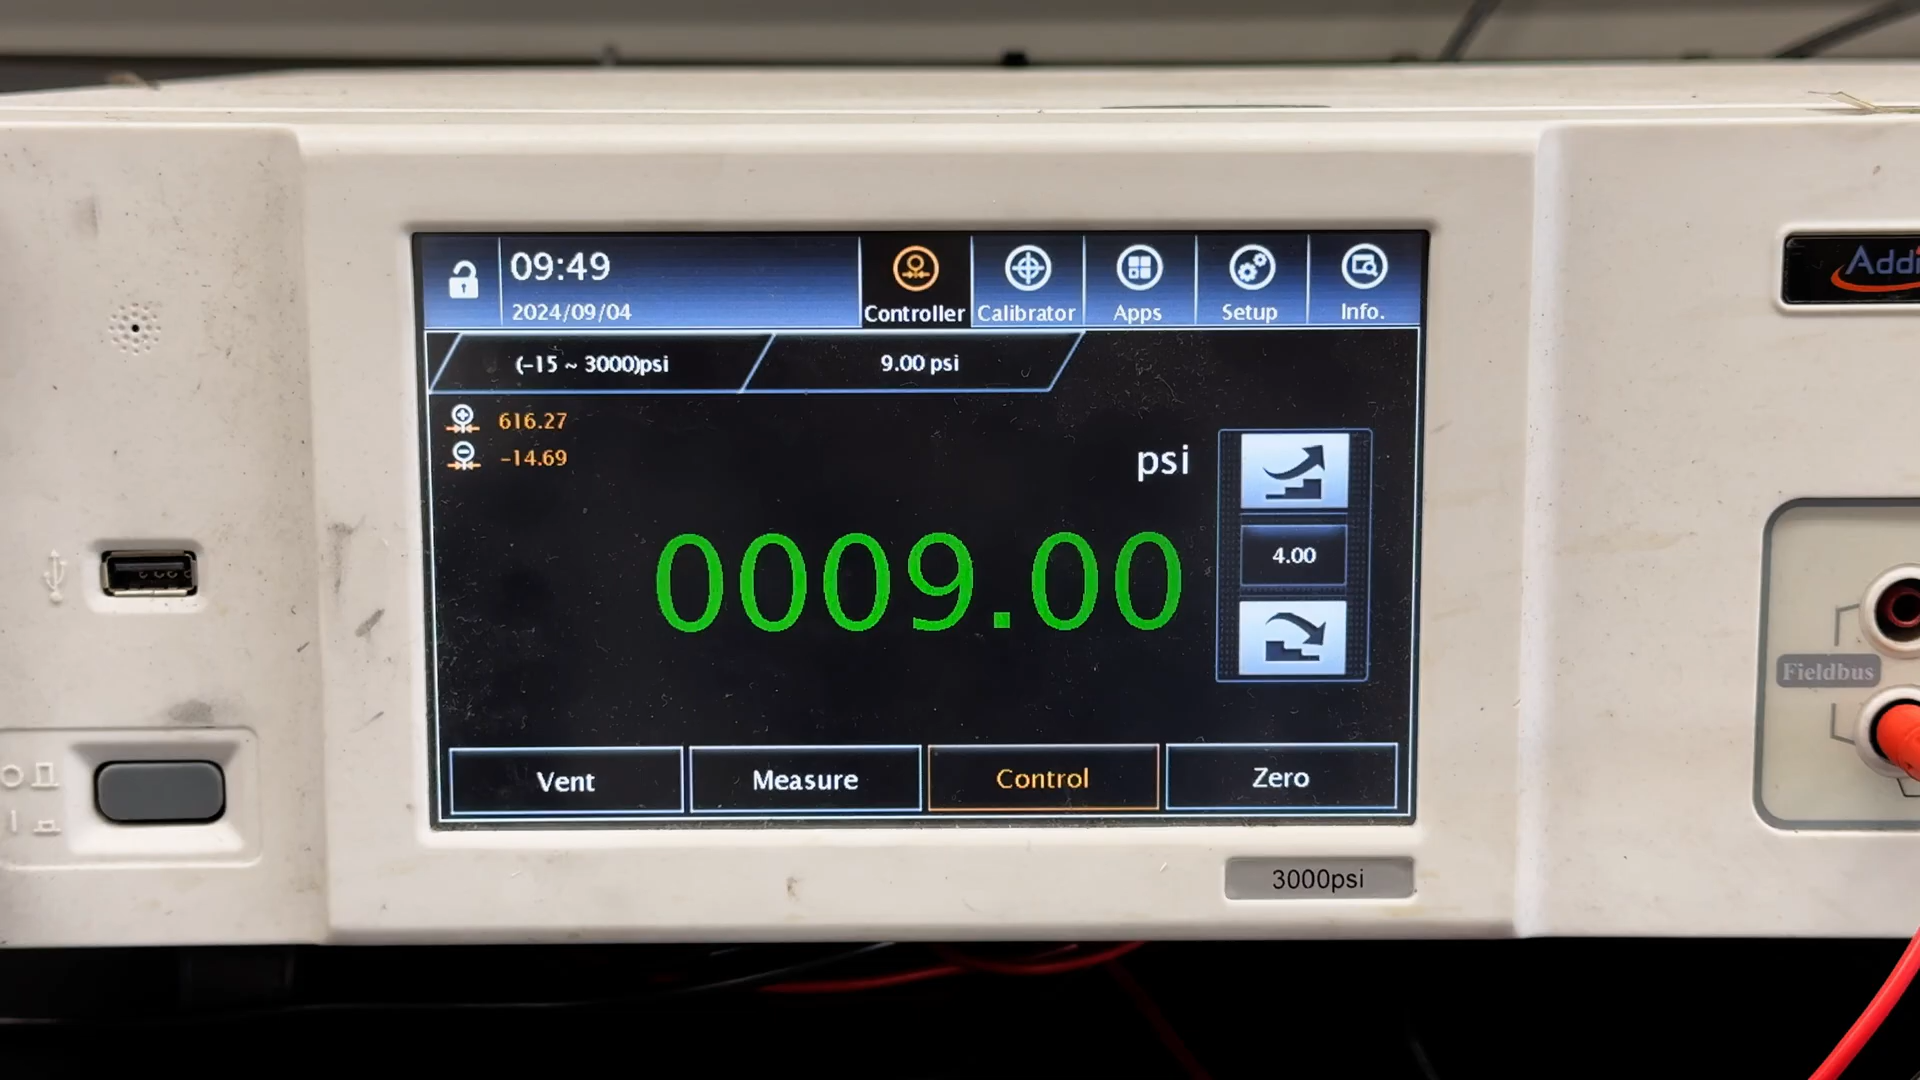 09:49
2024/09/04
Controller
Calibrator
Apps
Setup
Info.
(-15 ~ 3000)psi
9.00 psi
616.27
-14.69
psi
0009.00
4.00
Vent
Measure
Control
Zero
3000psi
Addi
Fieldbus